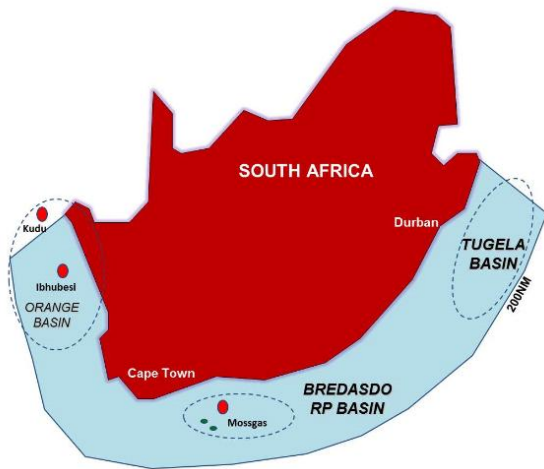 SOUTH AFRICA
Durban
Kudu
TUGELA
BASIN
Ibhubesi
200NM
ORANGE
BASIN
Cape Town
BREDASDO
RP BASIN
Mossgas